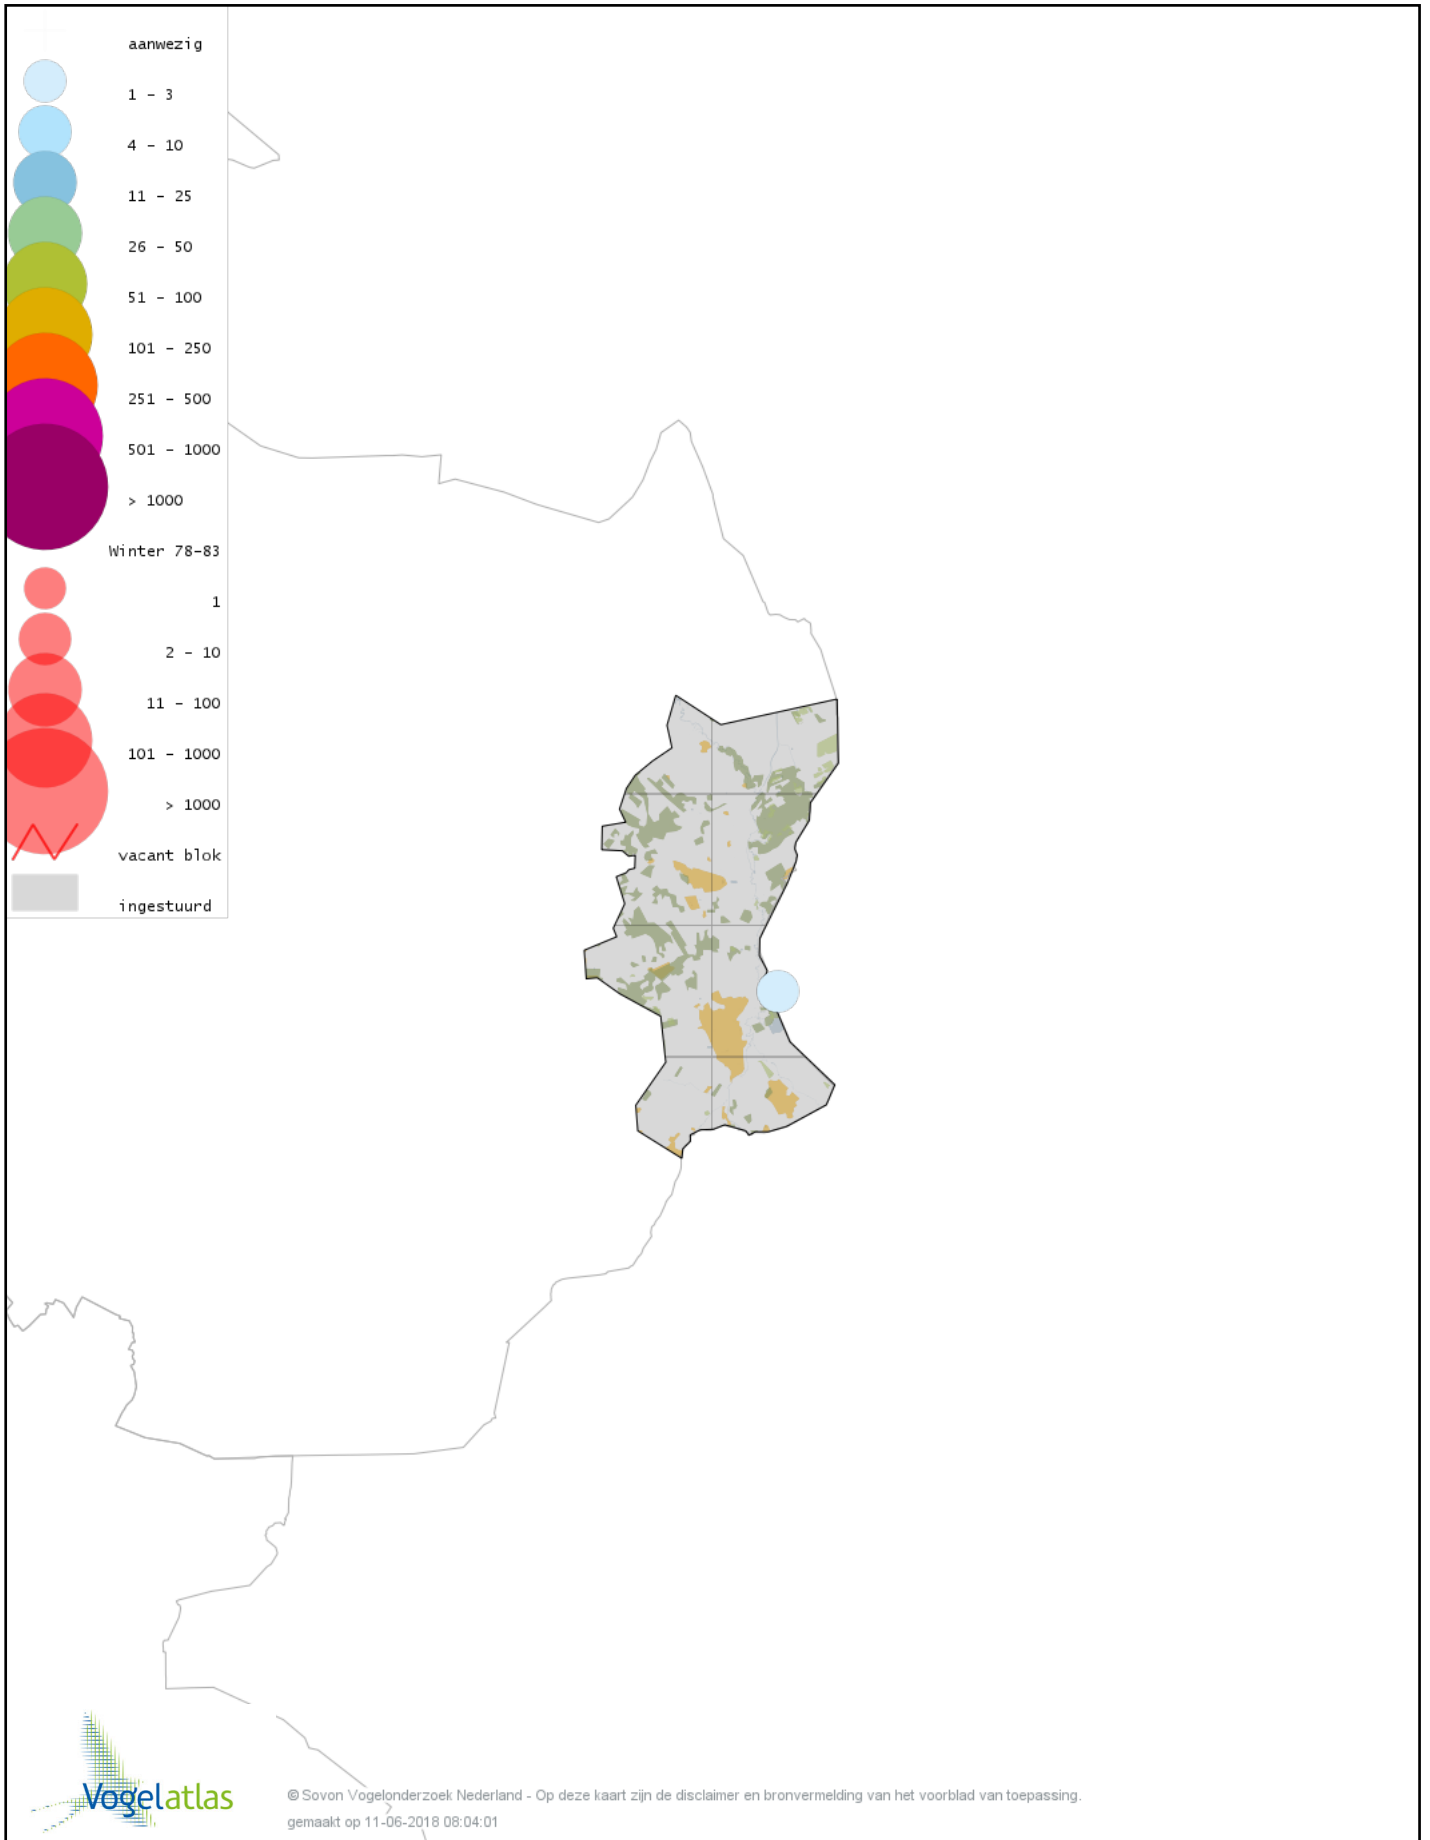 aanwezig
1 - 3
4 - 10
11 - 25
26 - 50
51 - 100
101 - 250
251 - 500
501 - 1000
> 1000
Winter 78-83
1
2 - 10
11 - 100
101 - 1000
> 1000
vacant blok
ingestuurd
Vogelatlas
© Sovon Vogelonderzoek Nederland - Op deze kaart zijn de disclaimer en bronvermelding van het voorblad van toepassing.
gemaakt op 11-06-2018 08:04:01